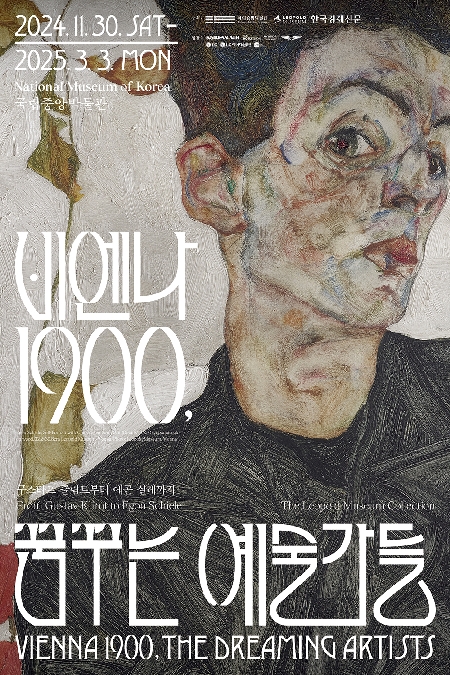 2024. 11. 30. SAT–
2025. 3. 3. MON
National Museum of Korea
국립중앙박물관
LEOPOLD MUSEUM 한국경제신문
비엔나
1900,
구스타프 클림트부터 에곤 실레까지
From Gustav Klimt to Egon Schiele
The Leopold Museum Collection
꿈꾸는 예술가들
VIENNA 1900, THE DREAMING ARTISTS